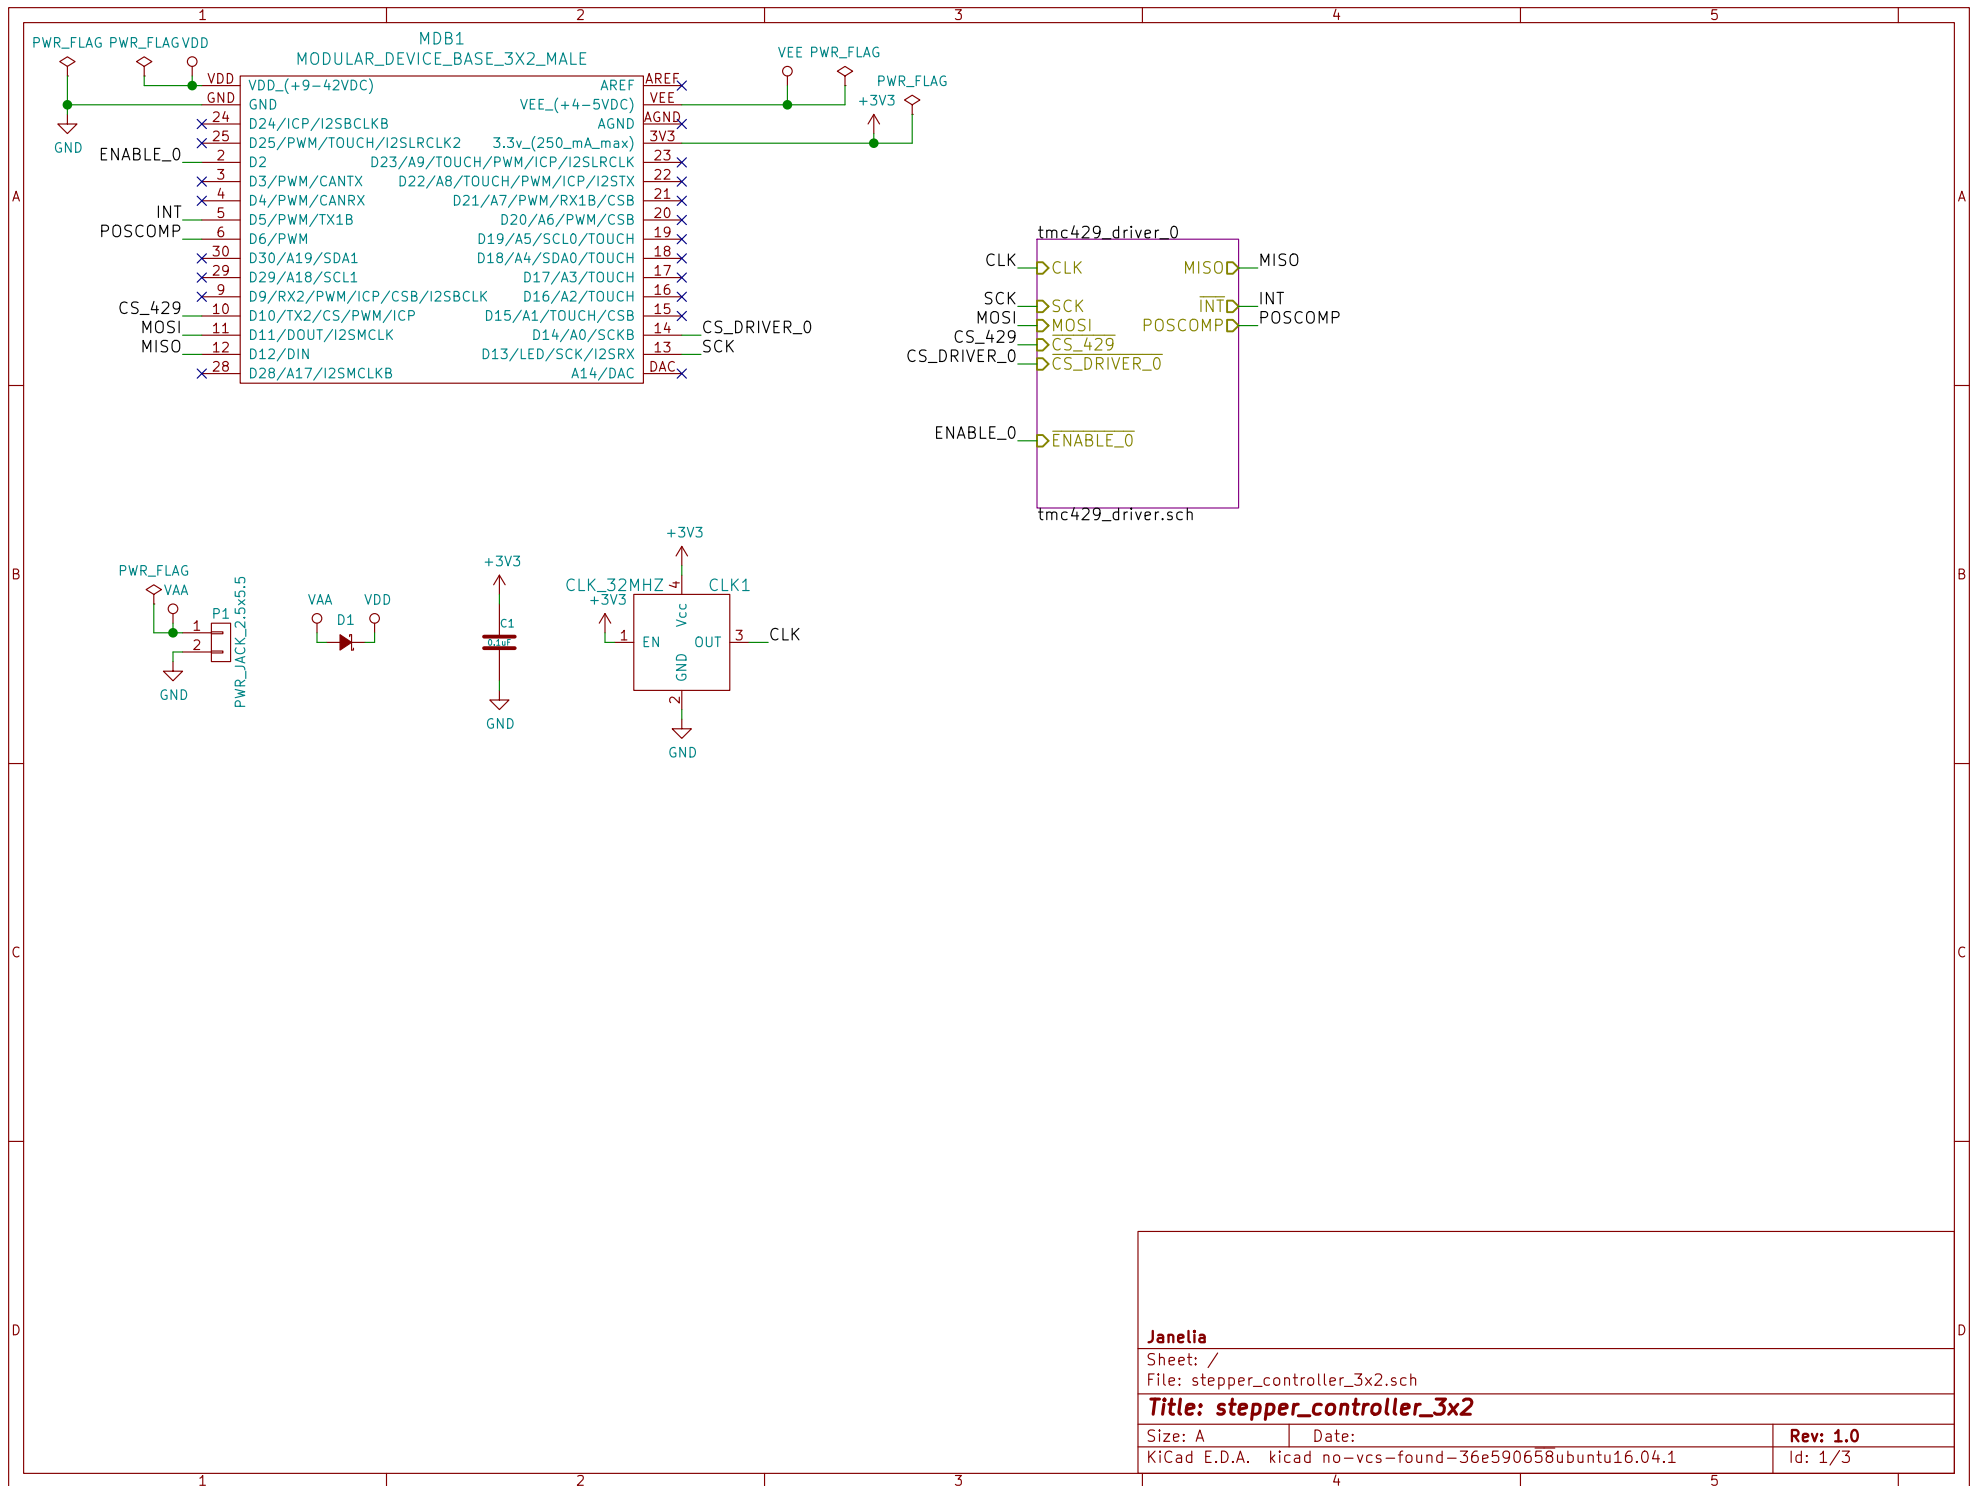 1 2 3 4 5
PWR_FLAG PWR_FLAG VDD
MDB1
MODULAR_DEVICE_BASE_3X2_MALE
VEE PWR_FLAG
PWR_FLAG
+3V3
GND
VDD VDD_(+9-42VDC) AREF AREF
GND GND VEE_(+4-5VDC) VEE
24 D24/ICP/I2SBCLKB AGND AGND
25 D25/PWM/TOUCH/I2SLRCLK2 3.3v_(250_mA_max) 3V3
ENABLE_0 2 D2 D23/A9/TOUCH/PWM/ICP/I2SLRCLK 23
3 D3/PWM/CANTX D22/A8/TOUCH/PWM/ICP/I2STX 22
4 D4/PWM/CANRX D21/A7/PWM/RX1B/CSB 21
INT 5 D5/PWM/TX1B D20/A6/PWM/CSB 20
POSCOMP 6 D6/PWM D19/A5/SCL0/TOUCH 19
30 D30/A19/SDA1 D18/A4/SDA0/TOUCH 18
29 D29/A18/SCL1 D17/A3/TOUCH 17
9 D9/RX2/PWM/ICP/CSB/I2SBCLK D16/A2/TOUCH 16
CS_429 10 D10/TX2/CS/PWM/ICP D15/A1/TOUCH/CSB 15
MOSI 11 D11/DOUT/I2SMCLK D14/A0/SCKB 14 CS_DRIVER_0
MISO 12 D12/DIN D13/LED/SCK/I2SRX 13 SCK
28 D28/A17/I2SMCLKB A14/DAC DAC
tmc429_driver_0
CLK CLK MISO MISO
SCK SCK INT INT
MOSI MOSI POSCOMP POSCOMP
CS_429 CS_429
CS_DRIVER_0 CS_DRIVER_0
ENABLE_0 ENABLE_0
tmc429_driver.sch
A A
B B
C C
D D
PWR_FLAG
VAA
P1
1
2
PWR_JACK_2.5x5.5
GND
VAA D1 VDD
+3V3
C1
0.1uF
GND
+3V3
CLK_32MHZ CLK1
+3V3
4
Vcc
1 EN OUT 3 CLK
GND
2
GND
Janelia
Sheet: /
File: stepper_controller_3x2.sch
Title: stepper_controller_3x2
Size: A Date: Rev: 1.0
KiCad E.D.A. kicad no-vcs-found-36e590658ubuntu16.04.1 Id: 1/3
1 2 3 4 5